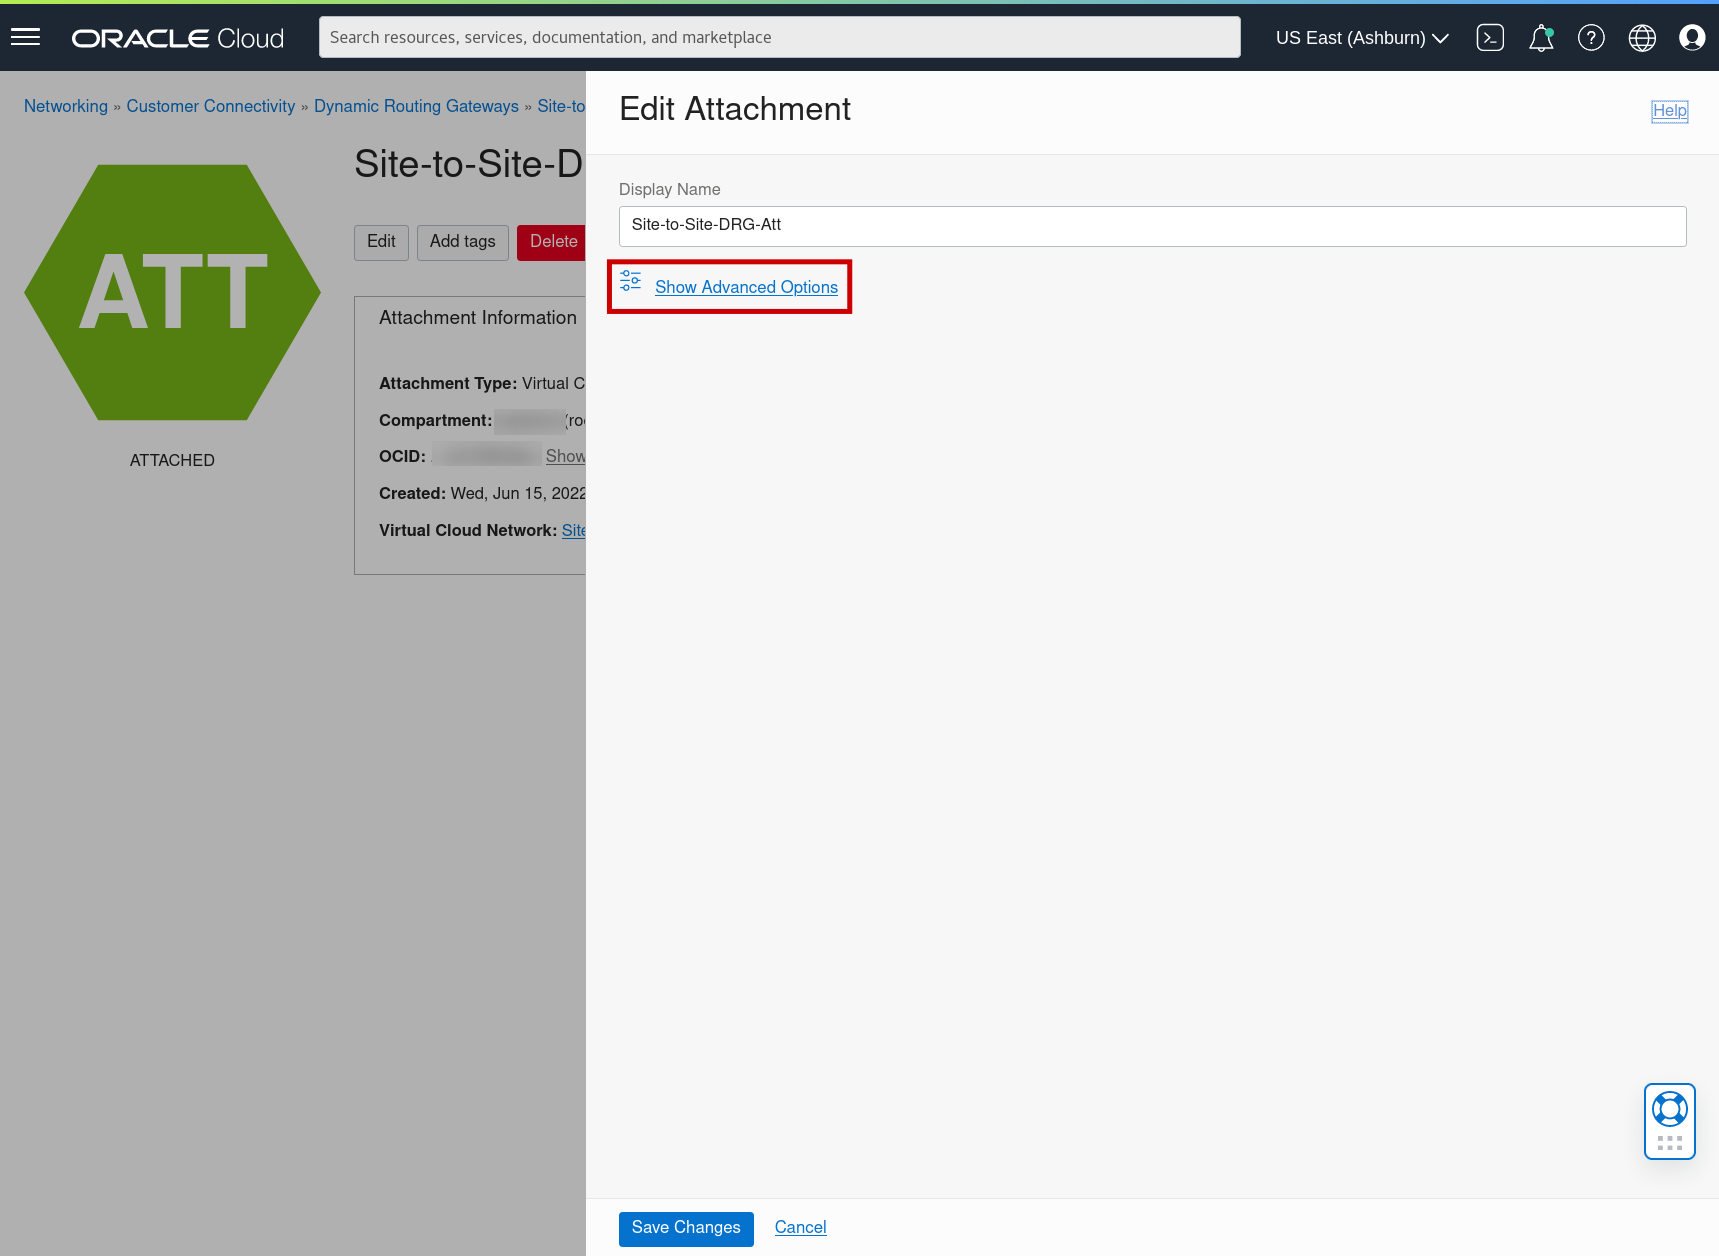 ORACLE Cloud
Search resources, services, documentation, and marketplace
US East (Ashburn)
Networking » Customer Connectivity » Dynamic Routing Gateways » Site-to
Site-to-Site-D
ATT
ATTACHED
Edit Add tags Delete
Attachment Information
Attachment Type: Virtual C
Compartment: (ro
OCID: Show
Created: Wed, Jun 15, 2022
Virtual Cloud Network: Site
Edit Attachment
Help
Display Name
Site-to-Site-DRG-Att
Show Advanced Options
Save Changes Cancel